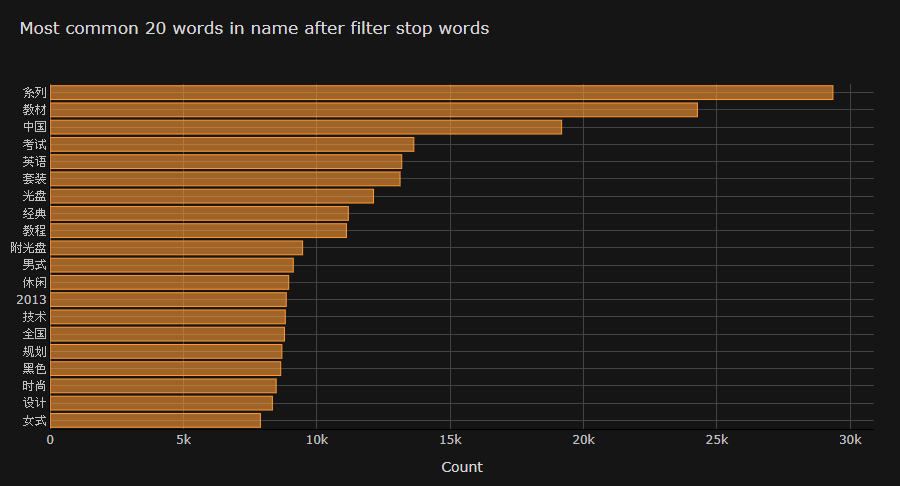 Most common 20 words in name after filter stop words
系列
教材
中国
考试
英语
套装
光盘
经典
教程
附光盘
男式
休闲
2013
技术
全国
规划
黑色
时尚
设计
女式
0 5k 10k 15k 20k 25k 30k
Count